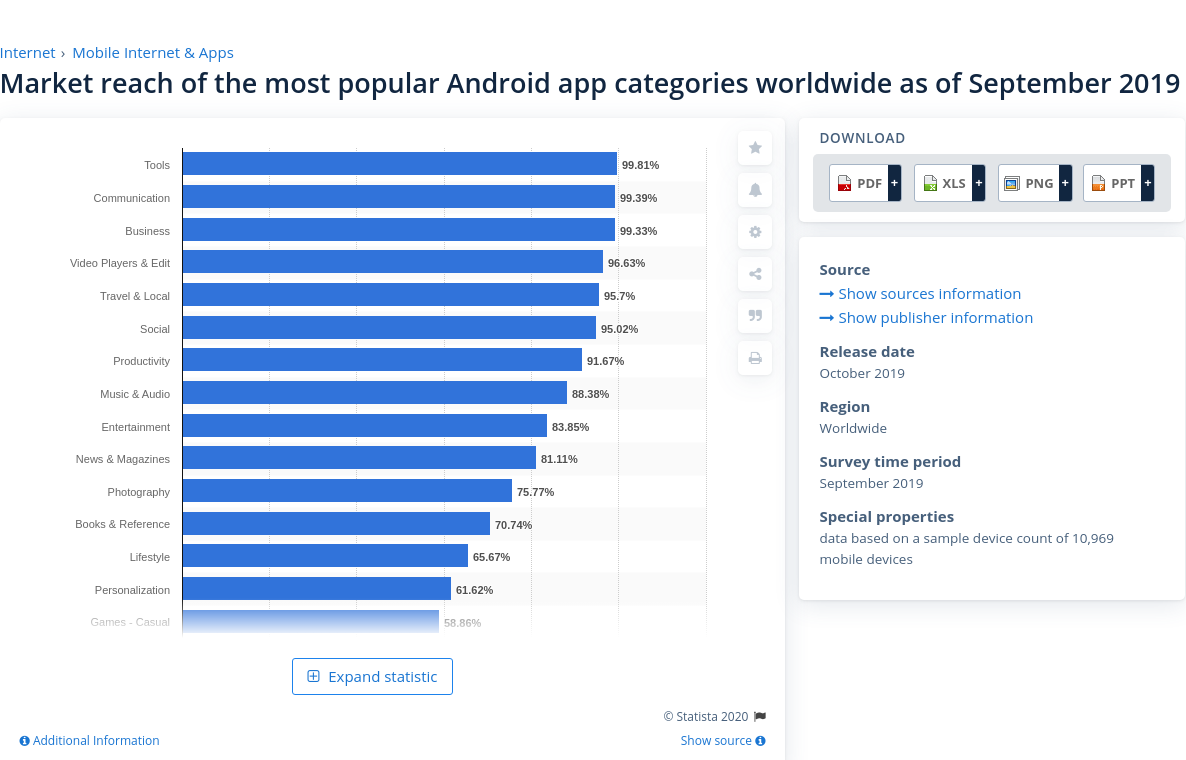 Internet › Mobile Internet & Apps
Market reach of the most popular Android app categories worldwide as of September 2019
Tools 99.81%
Communication 99.39%
Business 99.33%
Video Players & Edit 96.63%
Travel & Local 95.7%
Social 95.02%
Productivity 91.67%
Music & Audio 88.38%
Entertainment 83.85%
News & Magazines 81.11%
Photography 75.77%
Books & Reference 70.74%
Lifestyle 65.67%
Personalization 61.62%
Games - Casual 58.86%
Expand statistic
© Statista 2020
Additional Information
Show source
DOWNLOAD
PDF + XLS + PNG + PPT +
Source
Show sources information
Show publisher information
Release date
October 2019
Region
Worldwide
Survey time period
September 2019
Special properties
data based on a sample device count of 10,969
mobile devices